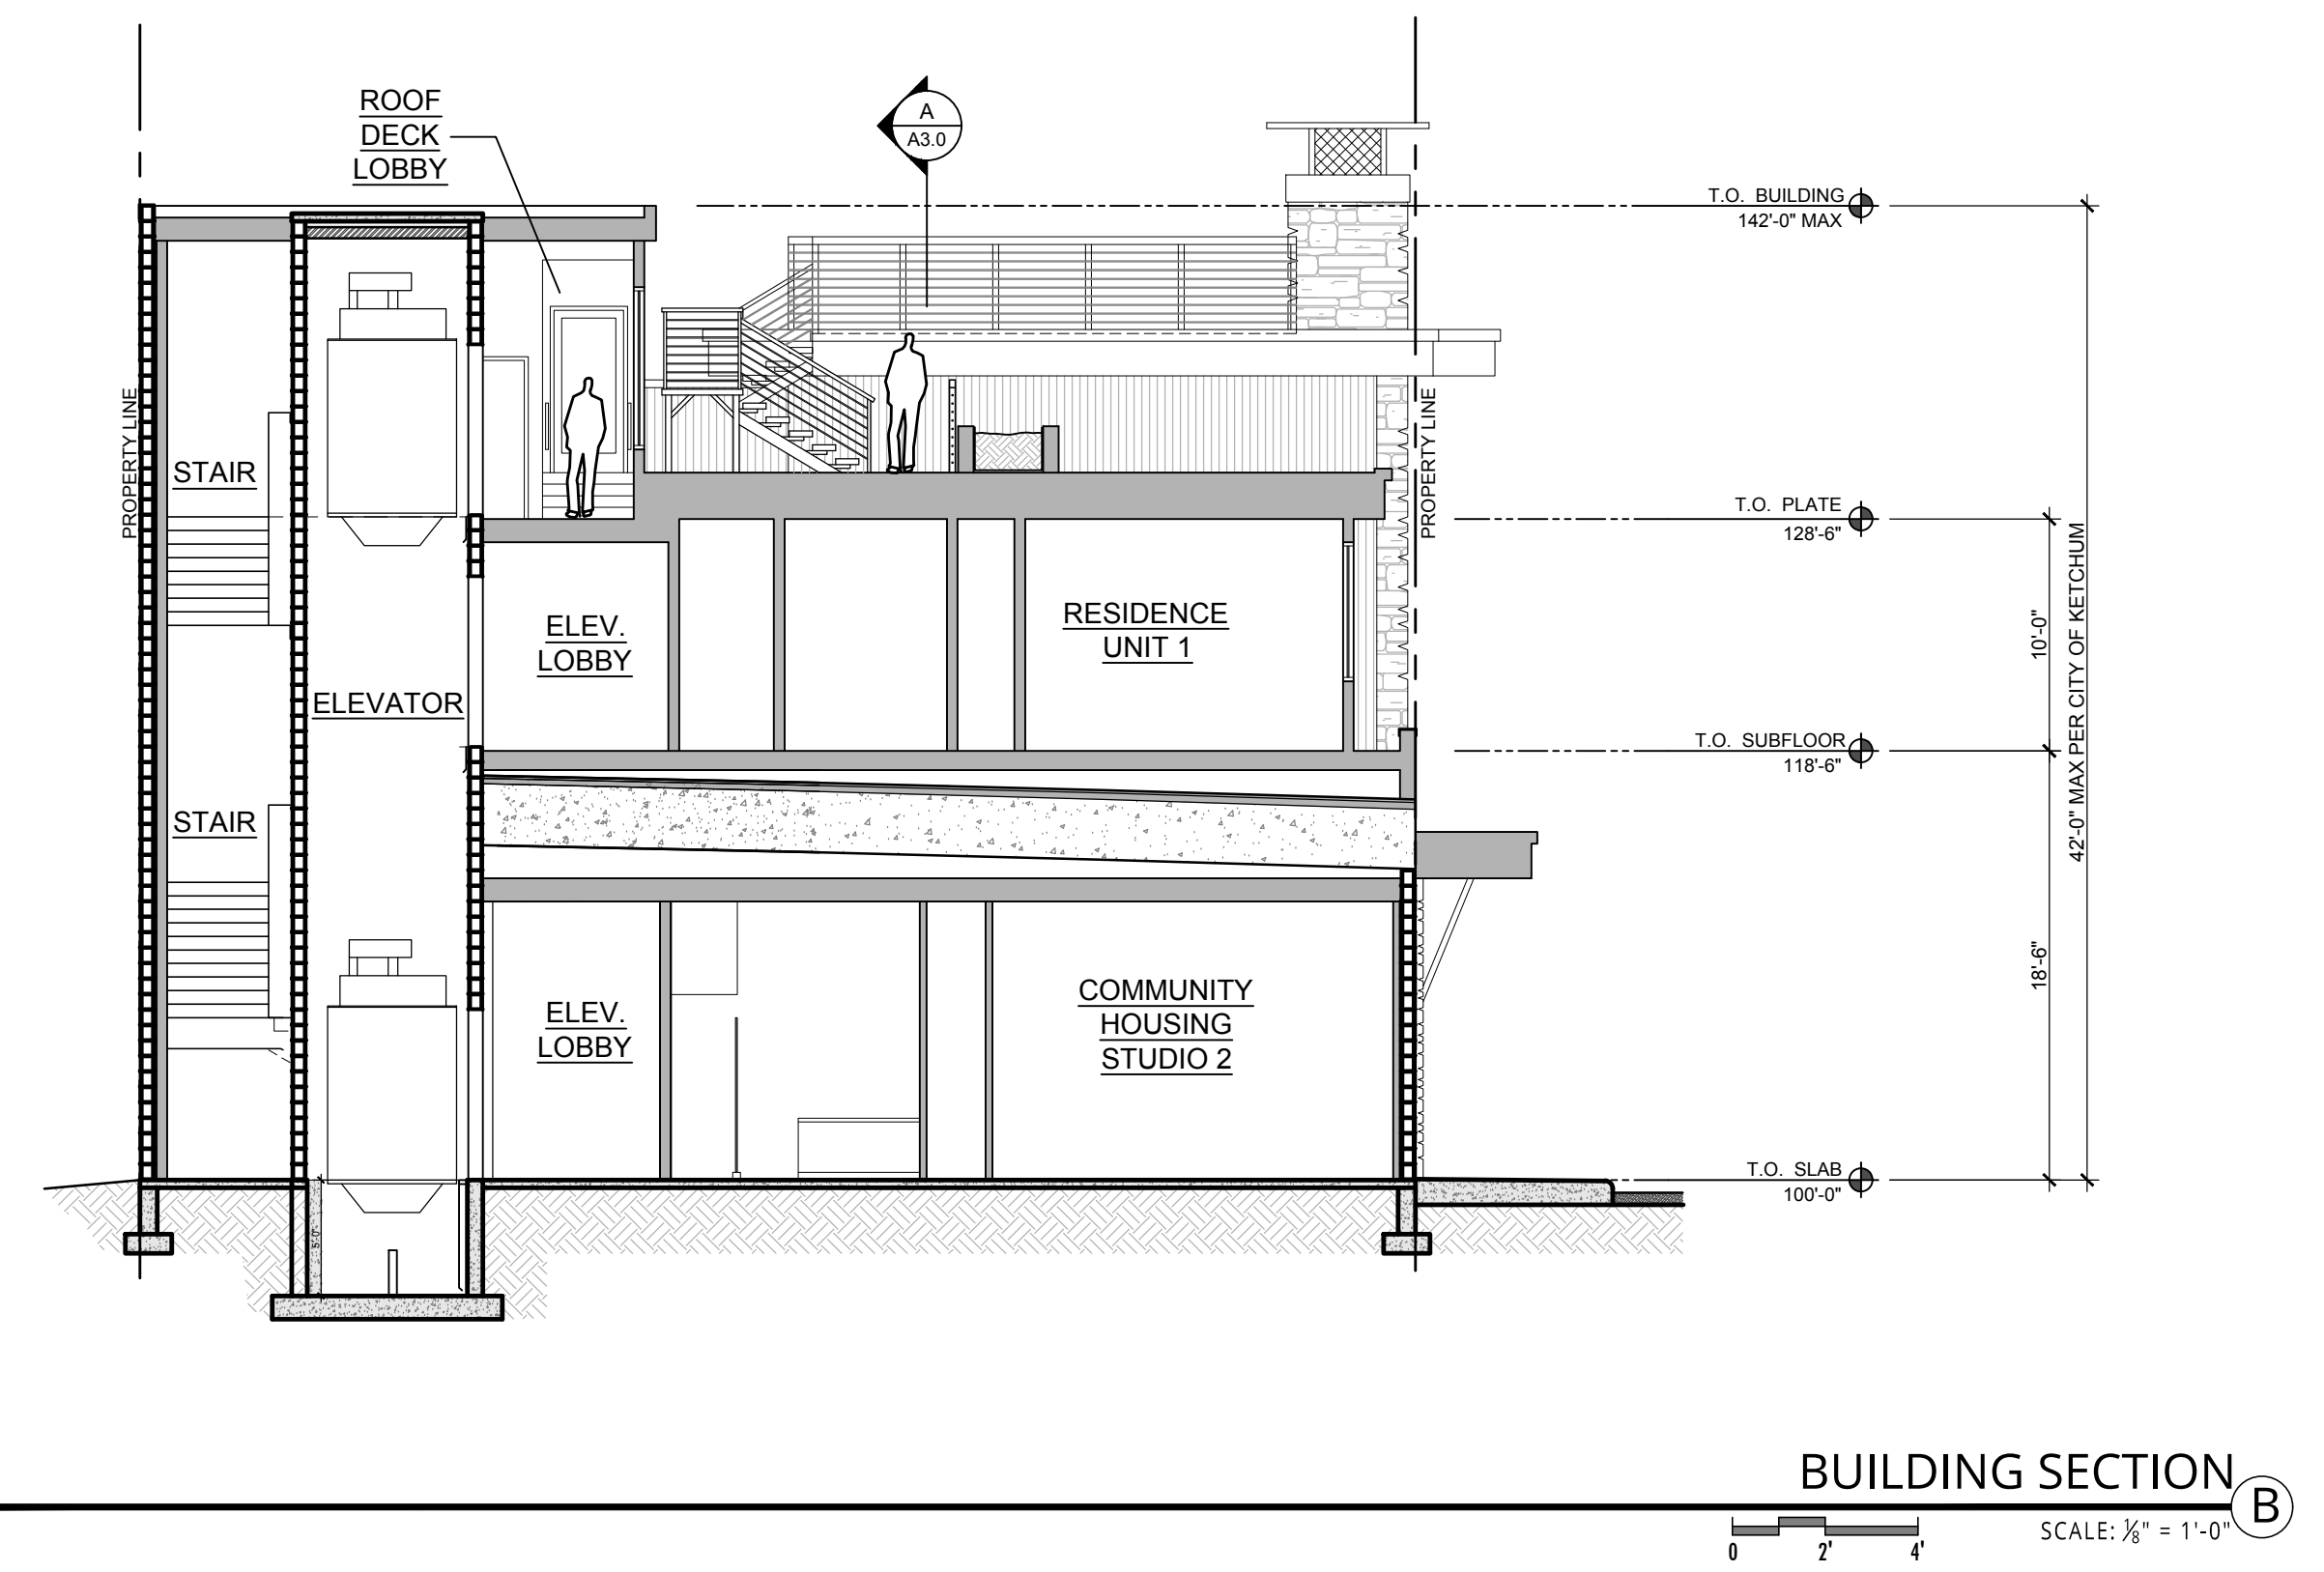 ROOF
DECK
LOBBY
A
A3.0
T.O. BUILDING
142'-0" MAX
PROPERTY LINE
PROPERTY LINE
STAIR
T.O. PLATE
128'-6"
42'-0" MAX PER CITY OF KETCHUM
10'-0"
ELEV.
LOBBY
RESIDENCE
UNIT 1
ELEVATOR
T.O. SUBFLOOR
118'-6"
STAIR
18'-6"
ELEV.
LOBBY
COMMUNITY
HOUSING
STUDIO 2
T.O. SLAB
100'-0"
5'-0"
BUILDING SECTION
B
SCALE: ⅛" = 1'-0"
0 2' 4'